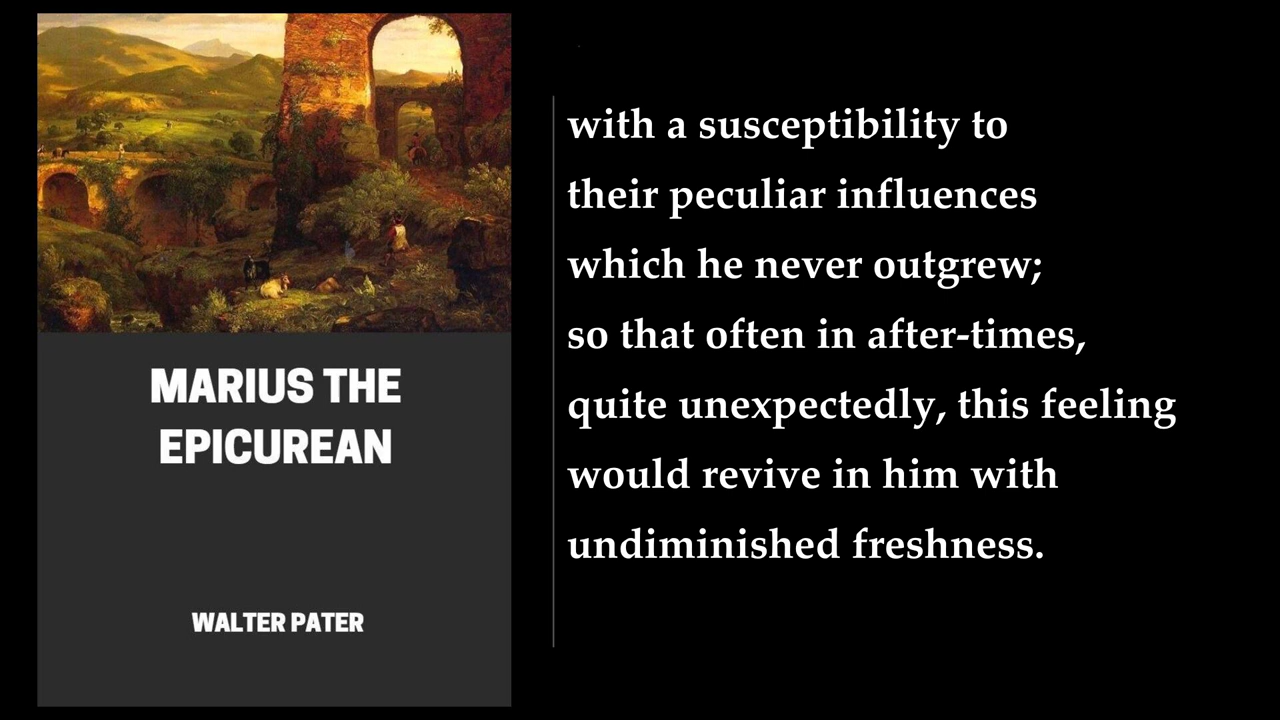 MARIUS THE
EPICUREAN
WALTER PATER
with a susceptibility to
their peculiar influences
which he never outgrew;
so that often in after-times,
quite unexpectedly, this feeling
would revive in him with
undiminished freshness.